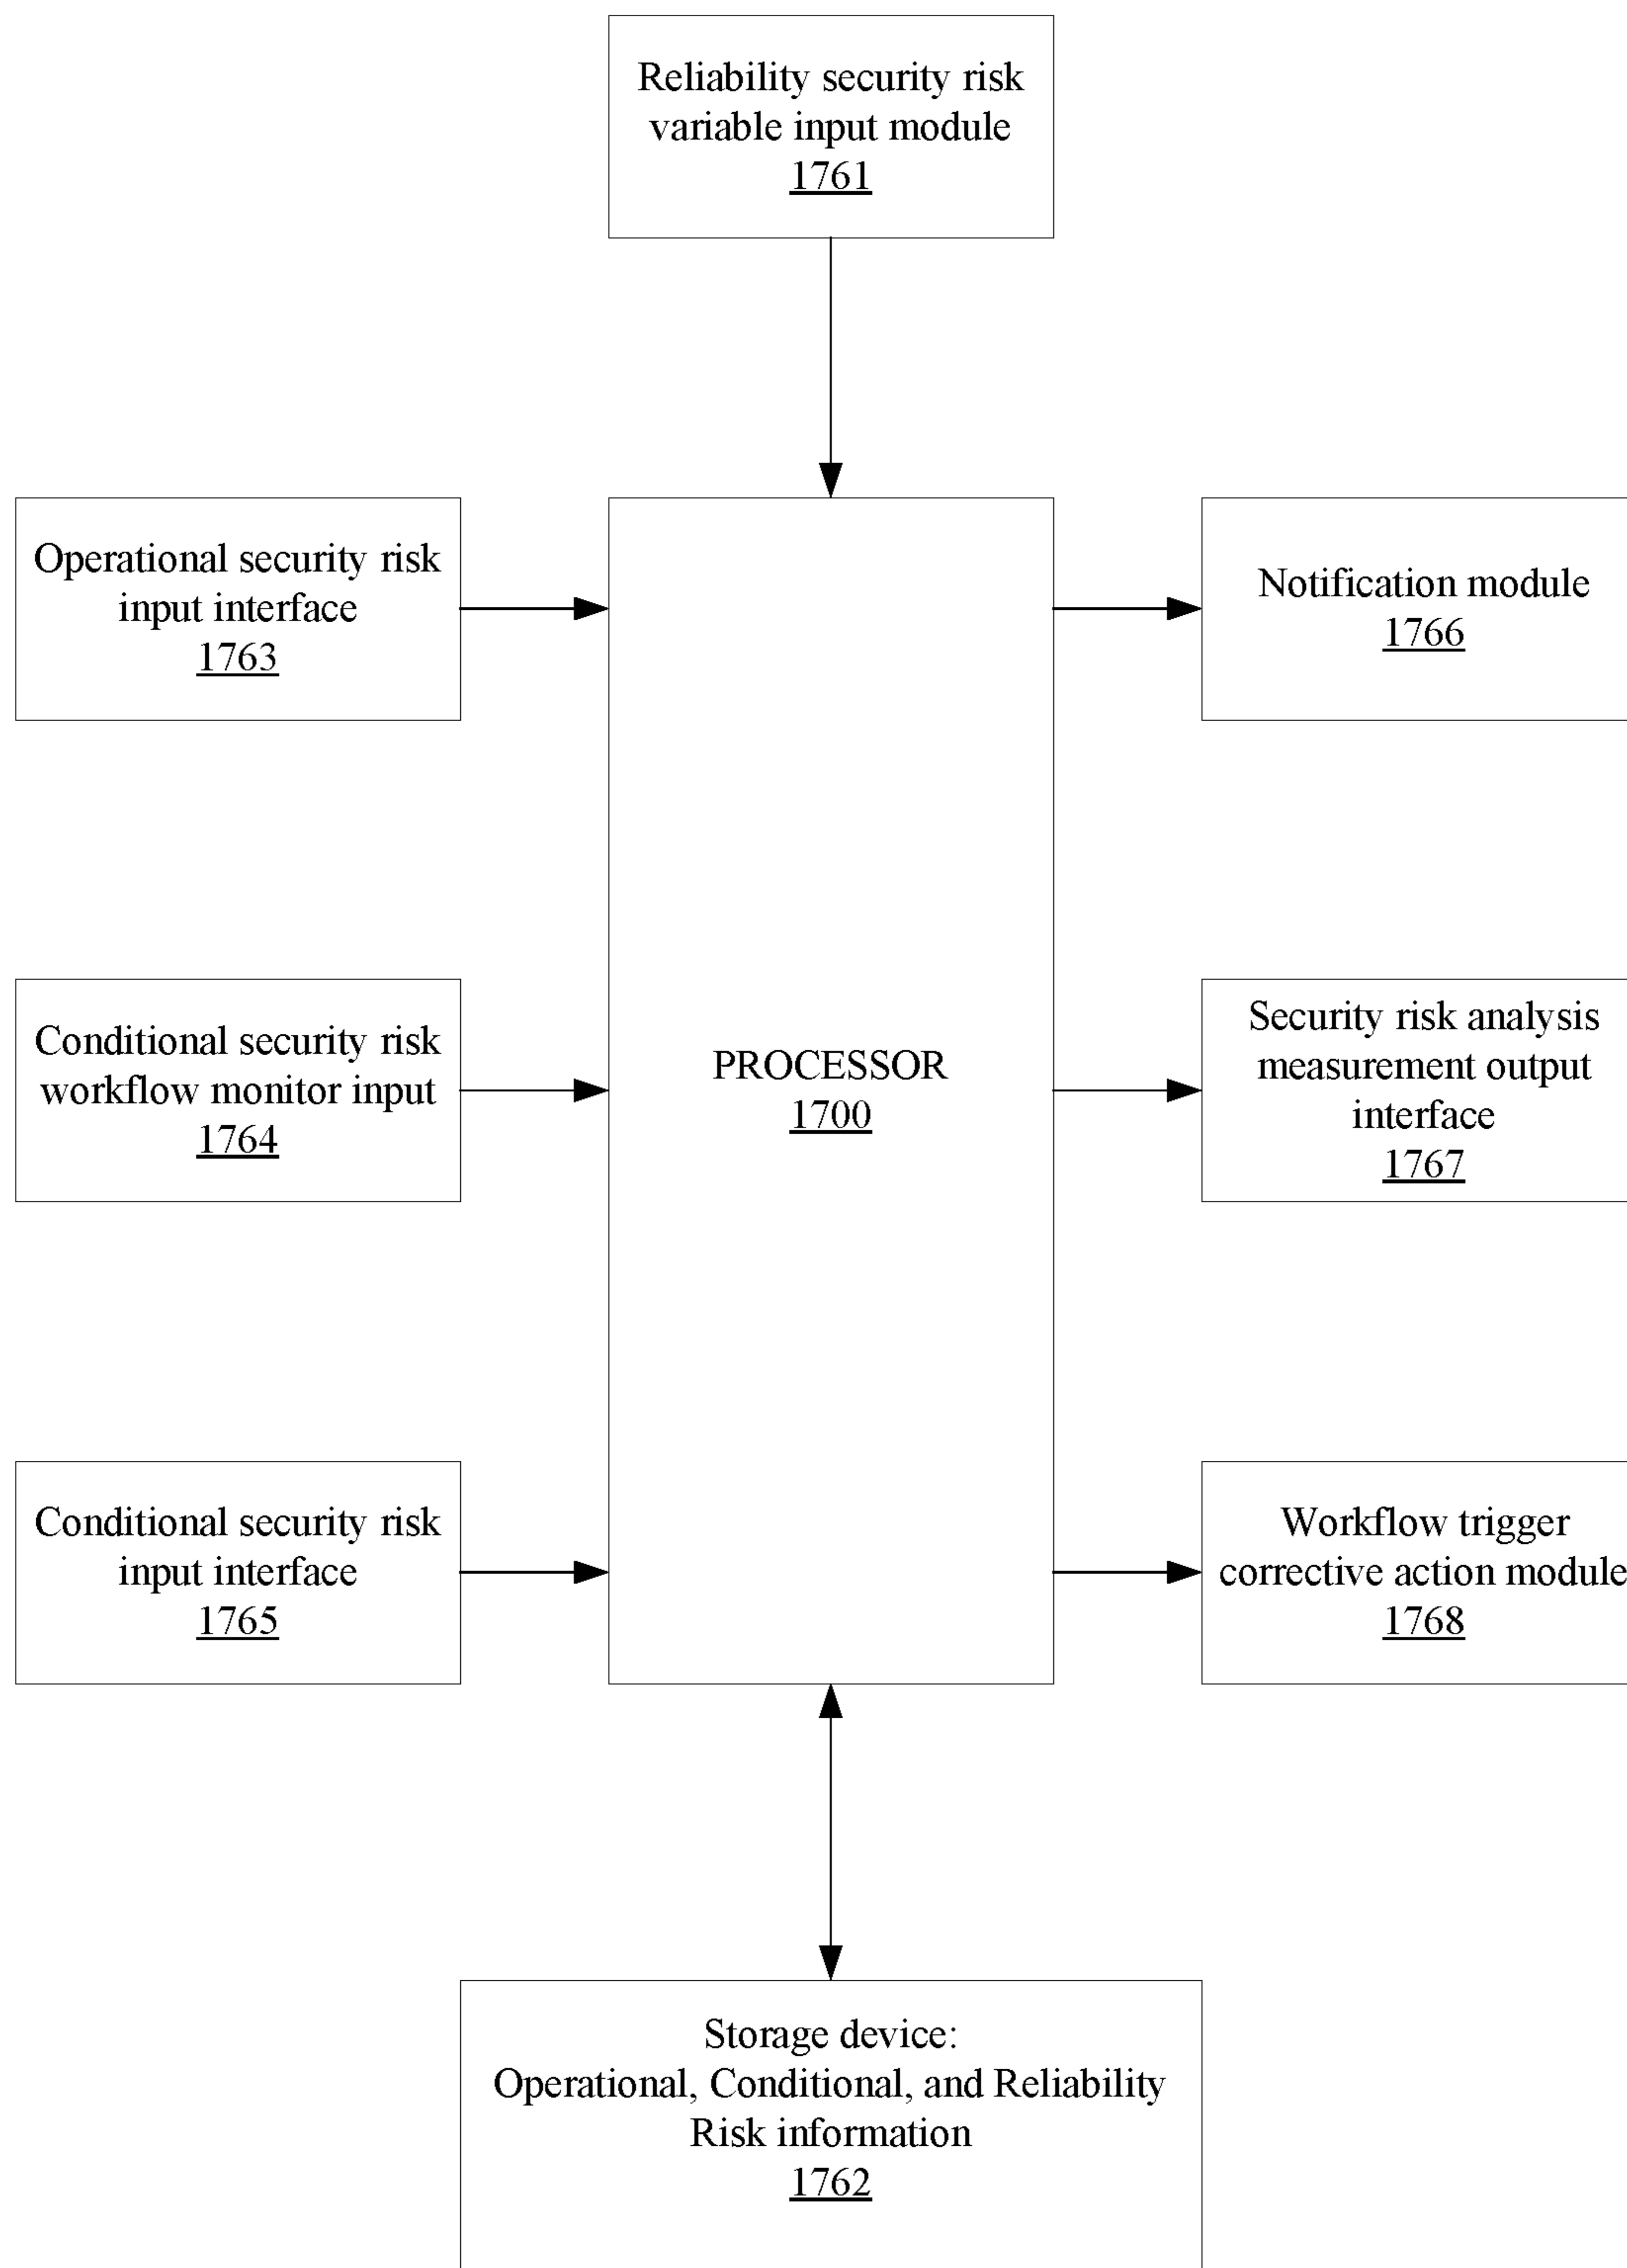 Reliability security risk
variable input module
1761
Operational security risk
input interface
1763
Notification module
1766
Conditional security risk
workflow monitor input
1764
PROCESSOR
1700
Security risk analysis
measurement output
interface
1767
Conditional security risk
input interface
1765
Workflow trigger
corrective action module
1768
Storage device:
Operational, Conditional, and Reliability
Risk information
1762